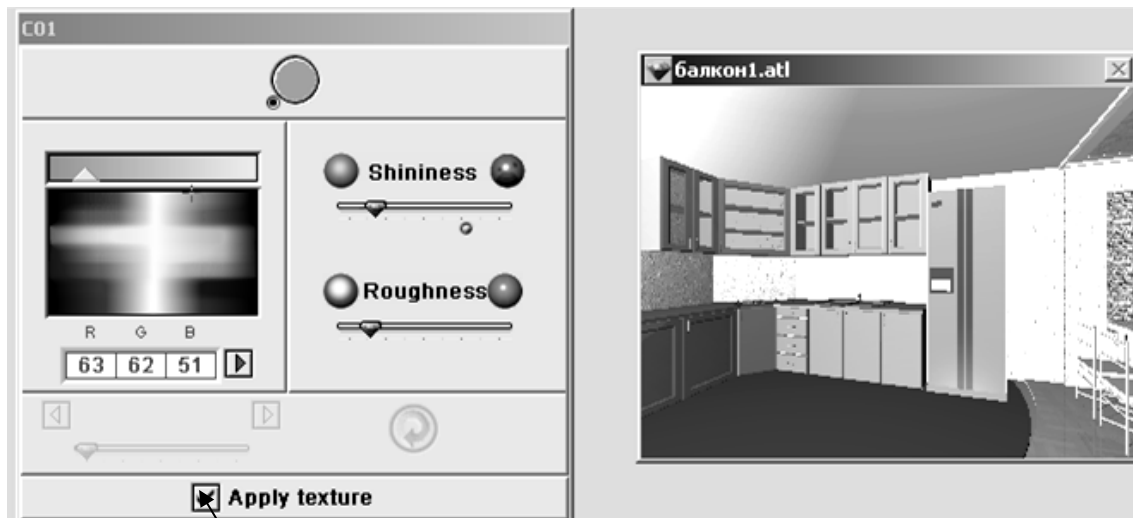 C01
Shininess
Roughness
R G B
63 62 51
Apply texture
балкон1.atl